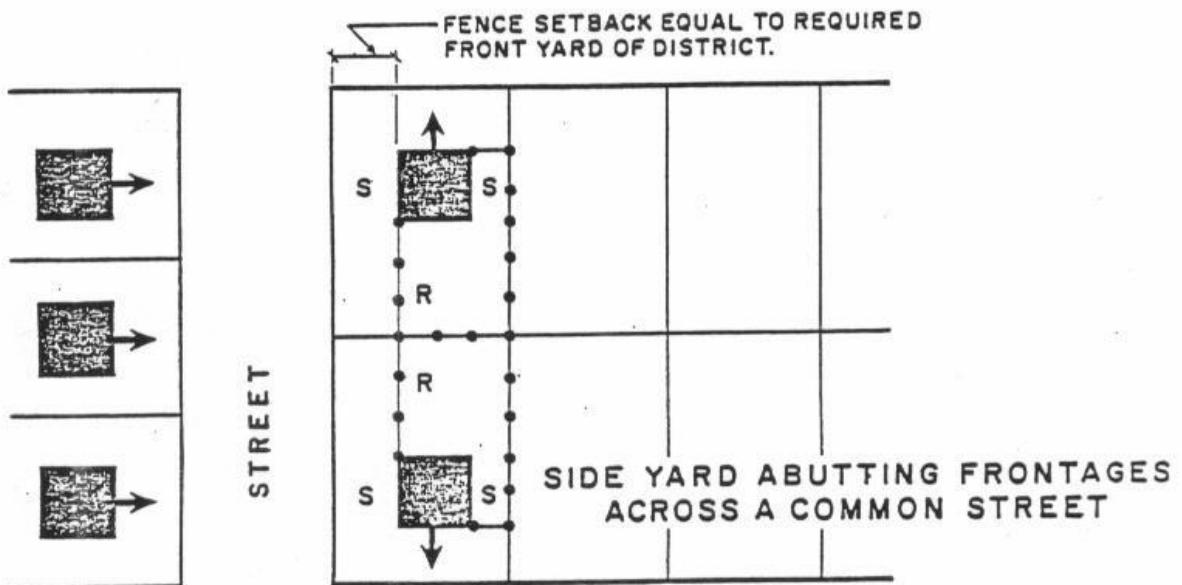 FENCE SETBACK EQUAL TO REQUIRED
FRONT YARD OF DISTRICT.
S
S
R
R
STREET
S
S
SIDE YARD ABUTTING FRONTAGES
ACROSS A COMMON STREET